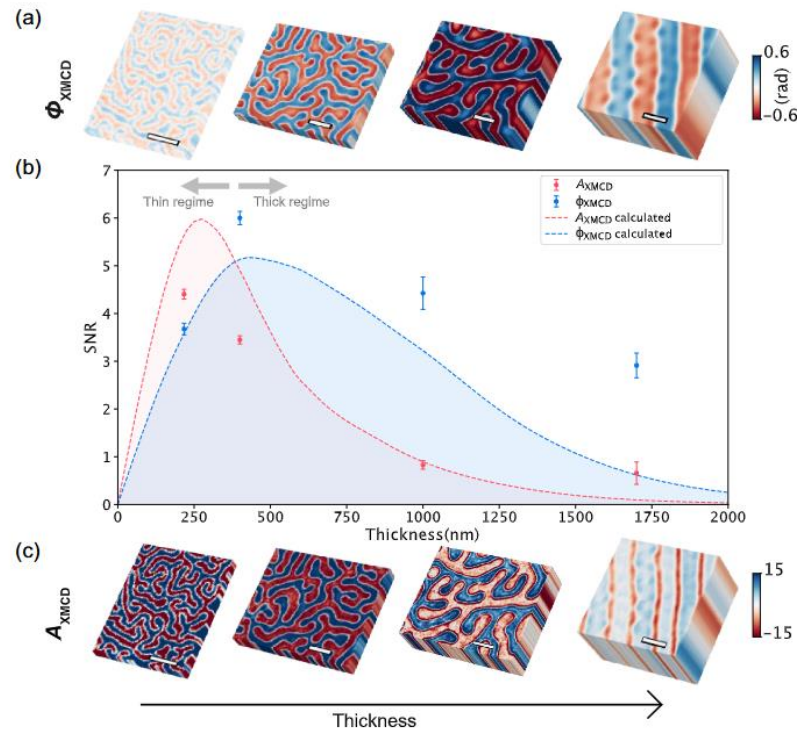 (a)
ΦXMCD
0.6
(rad)
-0.6
(b)
7
6
5
4
3
2
1
0
SNR
Thin regime
Thick regime
AXMCD
ϕXMCD
AXMCD calculated
ϕXMCD calculated
0 250 500 750 1000 1250 1500 1750 2000
Thickness(nm)
(c)
AXMCD
15
-15
Thickness